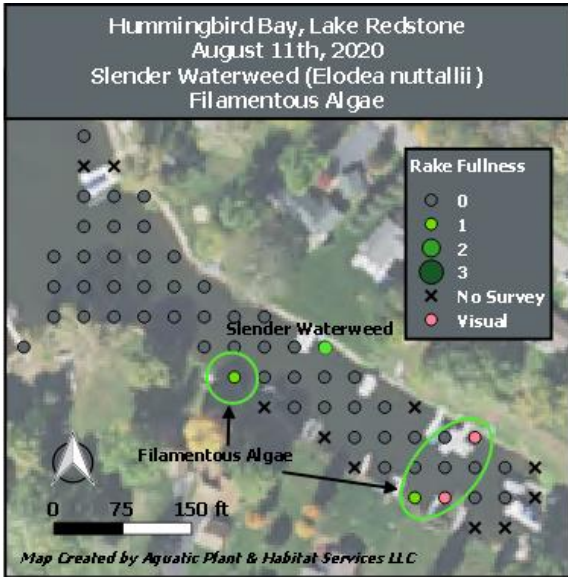 Hummingbird Bay, Lake Redstone
August 11th, 2020
Slender Waterweed (Elodea nuttallii)
Filamentous Algae
Rake Fullness
0
1
2
3
No Survey
Visual
Slender Waterweed
Filamentous Algae
0 75 150 ft
Map Created by Aquatic Plant & Habitat Services LLC